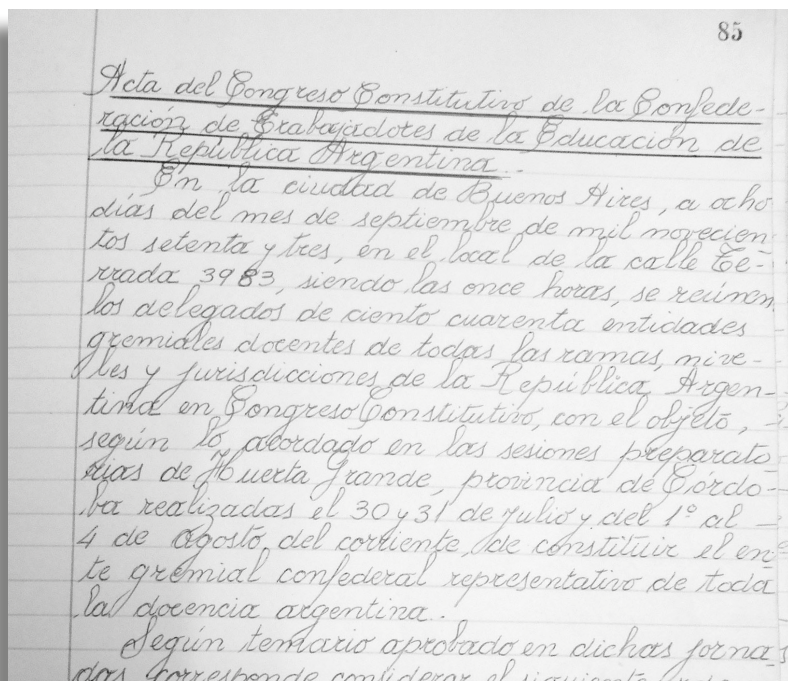 85
Acta del Congreso Constitutivo de la Confede-
ración de Trabajadores de la Educación de
la República Argentina.-
En la ciudad de Buenos Aires, a ocho
días del mes de septiembre de mil novecien
tos setenta y tres, en el local de la calle Te-
rrada 3983, siendo las once horas, se reúnen
los delegados de ciento cuarenta entidades
gremiales docentes de todas las ramas, nive-
les y jurisdicciones de la República Argen-
tina en Congreso Constitutivo, con el objeto,
según lo acordado en las sesiones preparato
rias de Huerta Grande, provincia de Córdo-
ba realizadas el 30 y 31 de julio y del 1º al
4 de agosto del corriente, de constituir el en
te gremial confederal representativo de toda
la docencia argentina.-
Según temario aprobado en dichas jorna
das corresponde considerar el siguiente